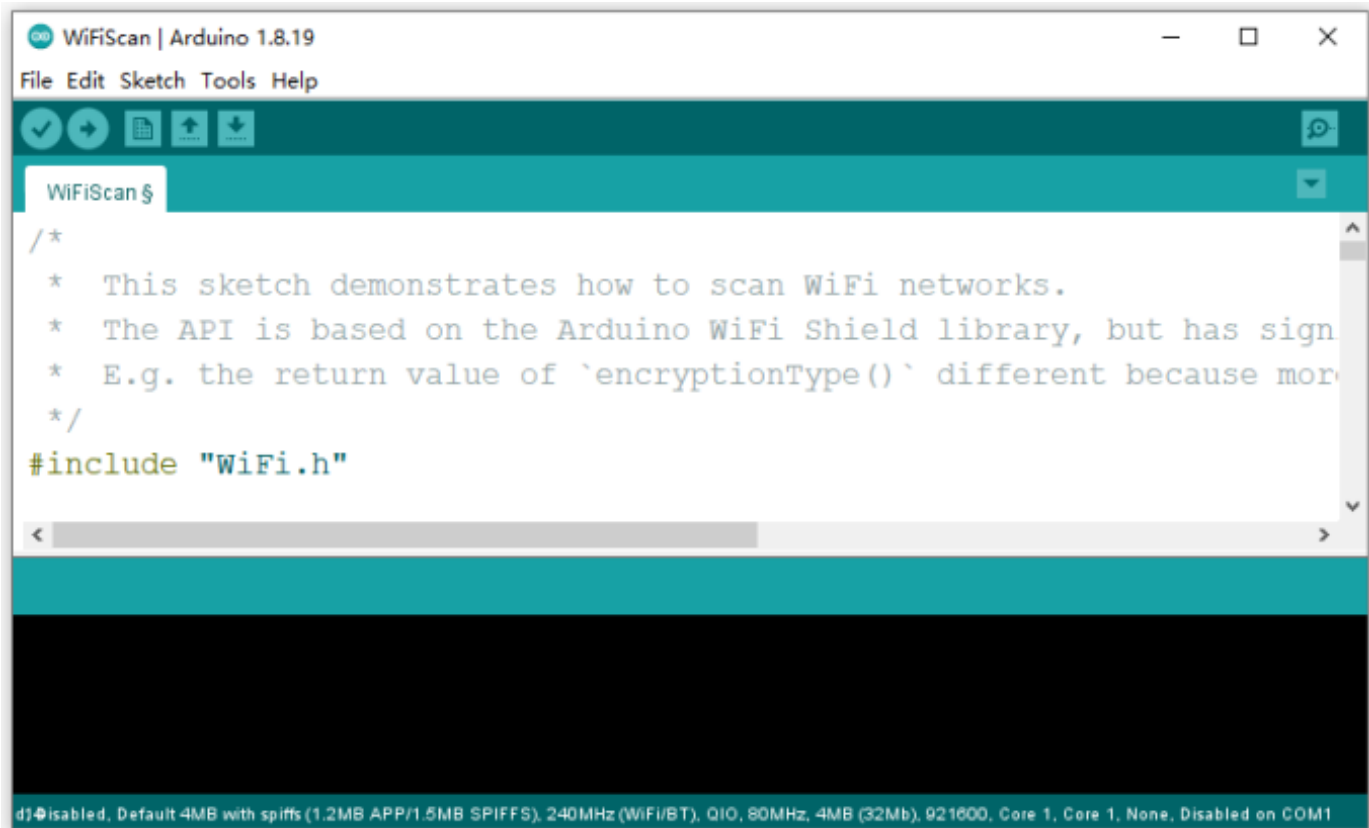 WiFiScan | Arduino 1.8.19
File Edit Sketch Tools Help
WiFiScan §
/*
 *  This sketch demonstrates how to scan WiFi networks.
 *  The API is based on the Arduino WiFi Shield library, but has sign
 *  E.g. the return value of `encryptionType()` different because mor
 */
#include "WiFi.h"
Disabled, Default 4MB with spiffs (1.2MB APP/1.5MB SPIFFS), 240MHz (WiFi/BT), QIO, 80MHz, 4MB (32Mb), 921600, Core 1, Core 1, None, Disabled on COM1